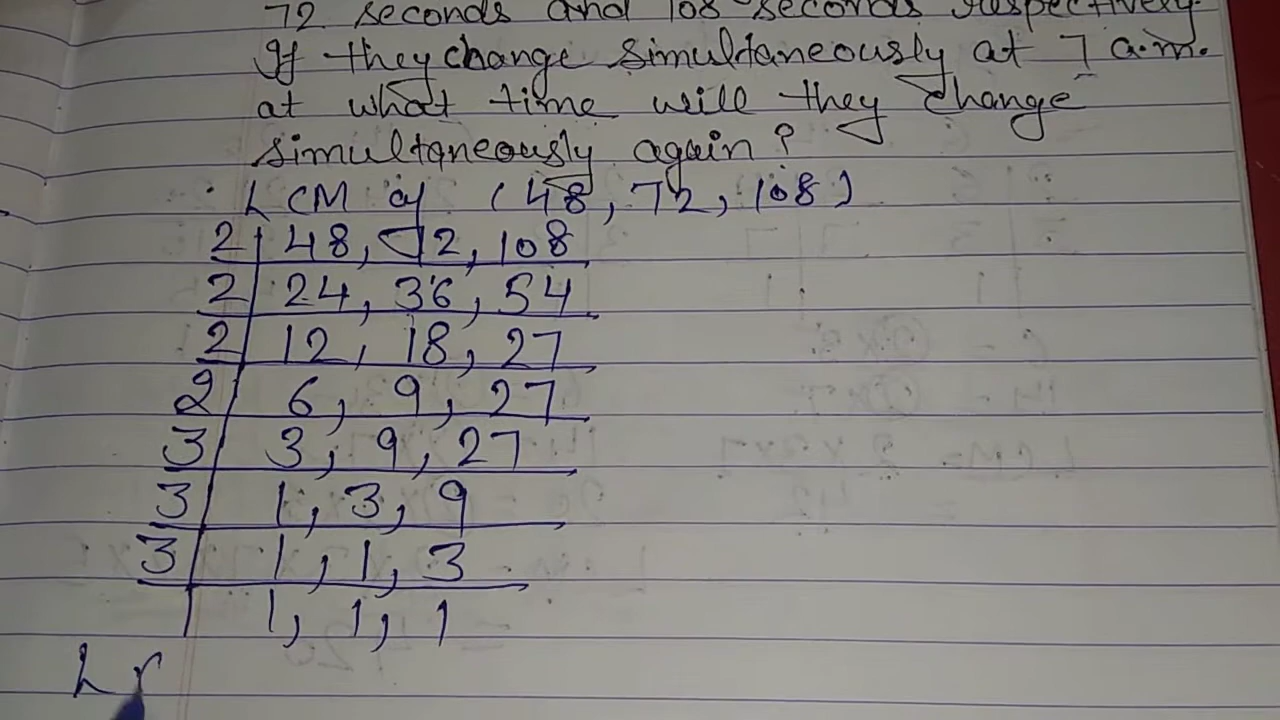 72 seconds and 108 seconds respectively.
If they change simultaneously at 7 a.m.
at what time will they change
simultaneously again?
LCM of (48, 72, 108)
2 | 48, 72, 108
2 | 24, 36, 54
2 | 12, 18, 27
2 | 6, 9, 27
3 | 3, 9, 27
3 | 1, 3, 9
3 | 1, 1, 3
| 1, 1, 1
L